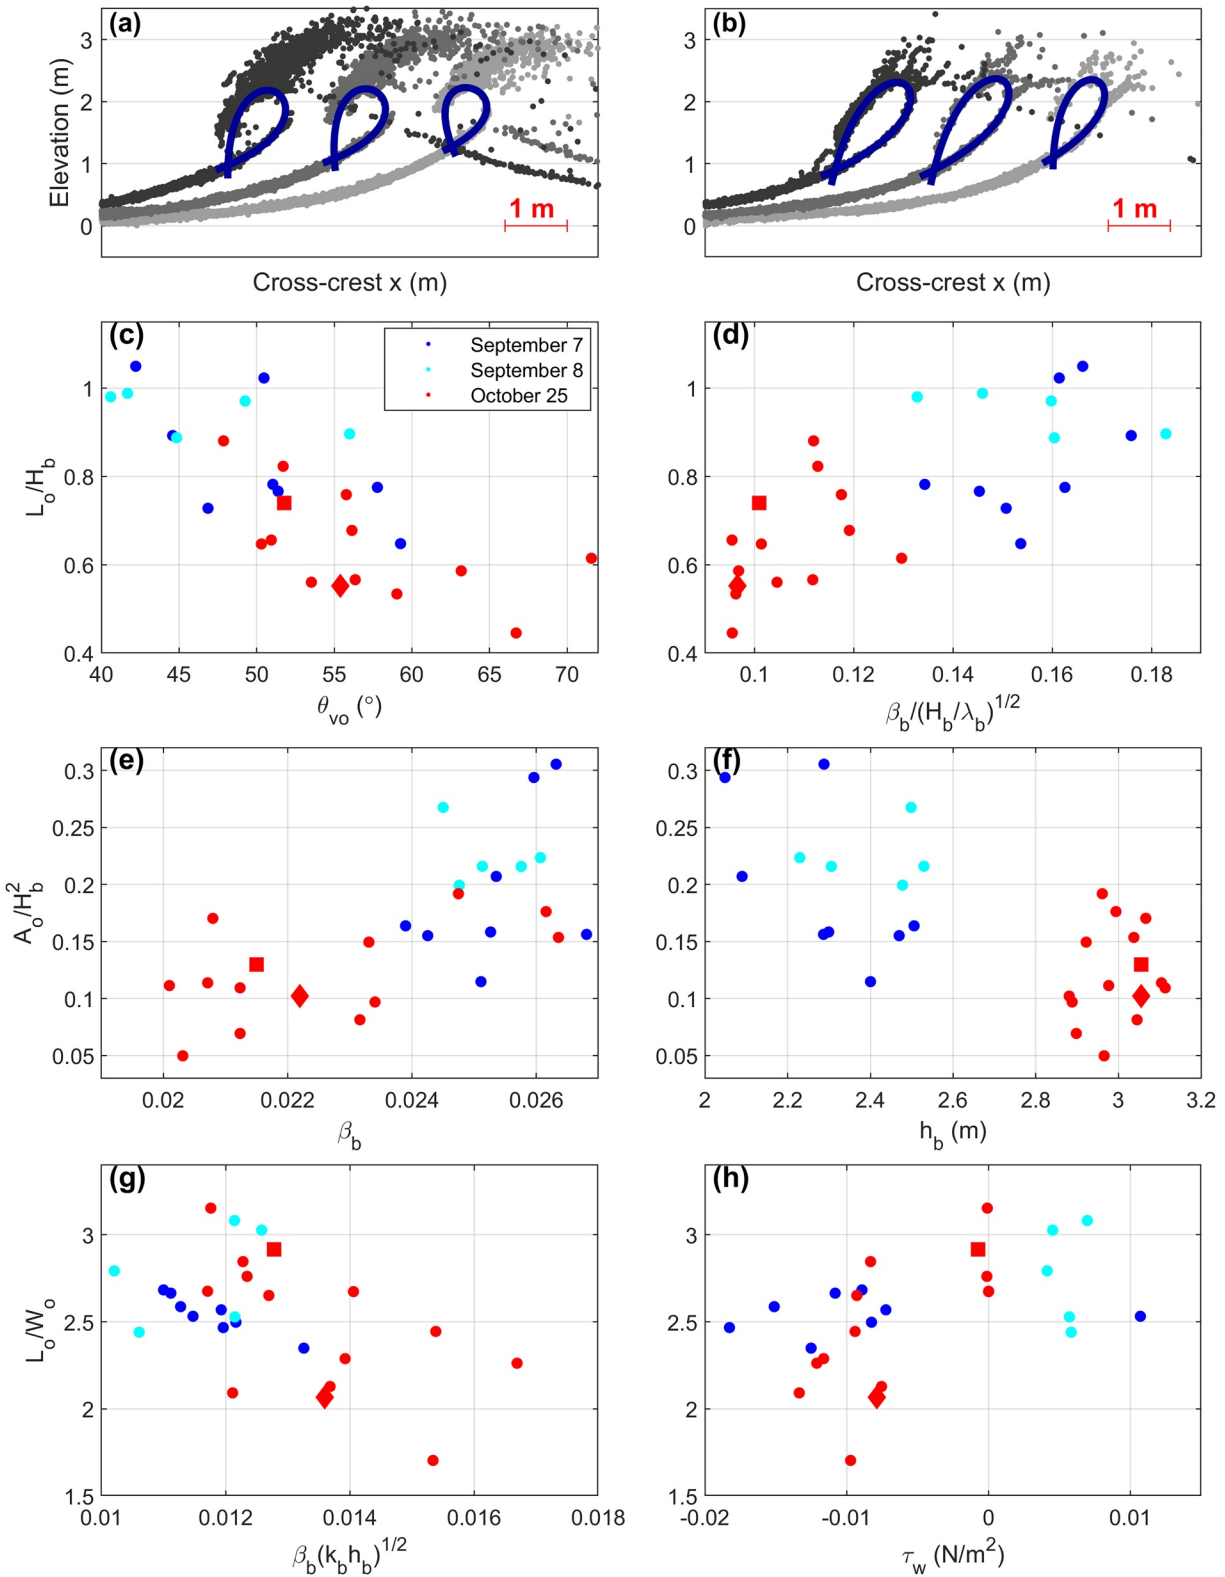 (a)
3
2
1
0
Elevation (m)
1 m
Cross-crest x (m)
(b)
3
2
1
0
1 m
Cross-crest x (m)
(c)
September 7
September 8
October 25
1
0.8
0.6
0.4
L_o/H_b
40 45 50 55 60 65 70
θ_vo (°)
(d)
1
0.8
0.6
0.4
0.1 0.12 0.14 0.16 0.18
β_b/(H_b/λ_b)^1/2
(e)
0.3
0.25
0.2
0.15
0.1
0.05
A_o/H_b^2
0.02 0.022 0.024 0.026
β_b
(f)
0.3
0.25
0.2
0.15
0.1
0.05
2 2.2 2.4 2.6 2.8 3 3.2
h_b (m)
(g)
3
2.5
2
1.5
L_o/W_o
0.01 0.012 0.014 0.016 0.018
β_b(k_bh_b)^1/2
(h)
3
2.5
2
1.5
-0.02 -0.01 0 0.01
τ_w (N/m^2)